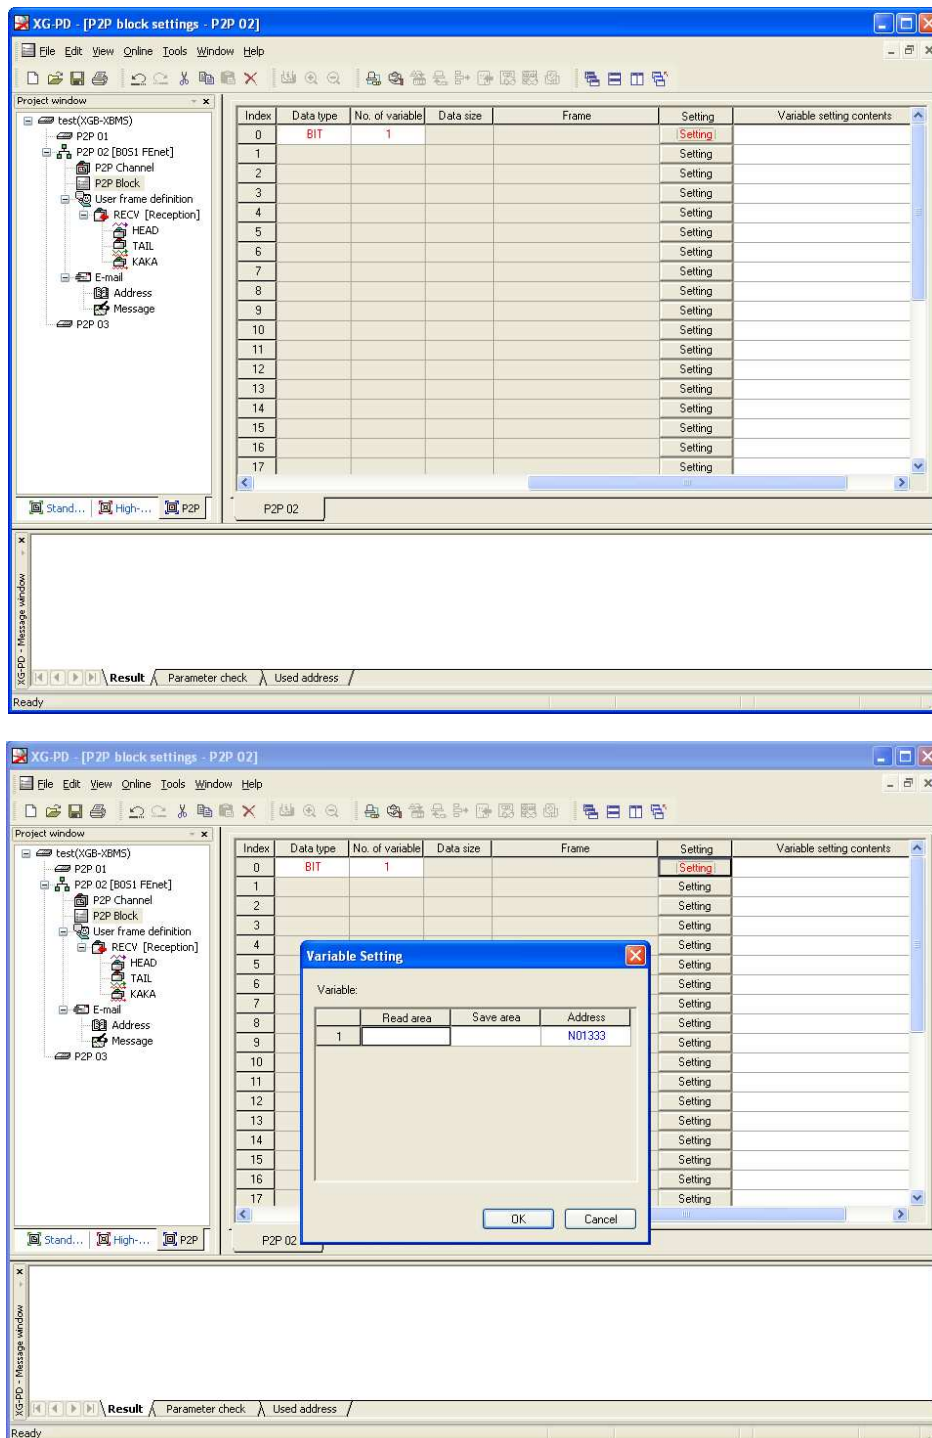 XG-PD - [P2P block settings - P2P 02]
File Edit View Online Tools Window Help
Project window
test(XGB-XBMS)
P2P 01
P2P 02 [B0S1 FEnet]
P2P Channel
P2P Block
User frame definition
RECV [Reception]
HEAD
TAIL
KAKA
E-mail
Address
Message
P2P 03
Stand... High-... P2P
Index Data type No. of variable Data size Frame Setting Variable setting contents
0 BIT 1 Setting
1 Setting
2 Setting
3 Setting
4 Setting
5 Setting
6 Setting
7 Setting
8 Setting
9 Setting
10 Setting
11 Setting
12 Setting
13 Setting
14 Setting
15 Setting
16 Setting
17 Setting
P2P 02
XG-PD - Message window
Result Parameter check Used address
Ready
XG-PD - [P2P block settings - P2P 02]
File Edit View Online Tools Window Help
Project window
test(XGB-XBMS)
P2P 01
P2P 02 [B0S1 FEnet]
P2P Channel
P2P Block
User frame definition
RECV [Reception]
HEAD
TAIL
KAKA
E-mail
Address
Message
P2P 03
Stand... High-... P2P
Index Data type No. of variable Data size Frame Setting Variable setting contents
0 BIT 1 Setting
1 Setting
2 Setting
3 Setting
4 Setting
5 Setting
6 Setting
7 Setting
8 Setting
9 Setting
10 Setting
11 Setting
12 Setting
13 Setting
14 Setting
15 Setting
16 Setting
17 Setting
P2P 02
Variable Setting
Variable:
Read area Save area Address
1 N01333
OK Cancel
XG-PD - Message window
Result Parameter check Used address
Ready